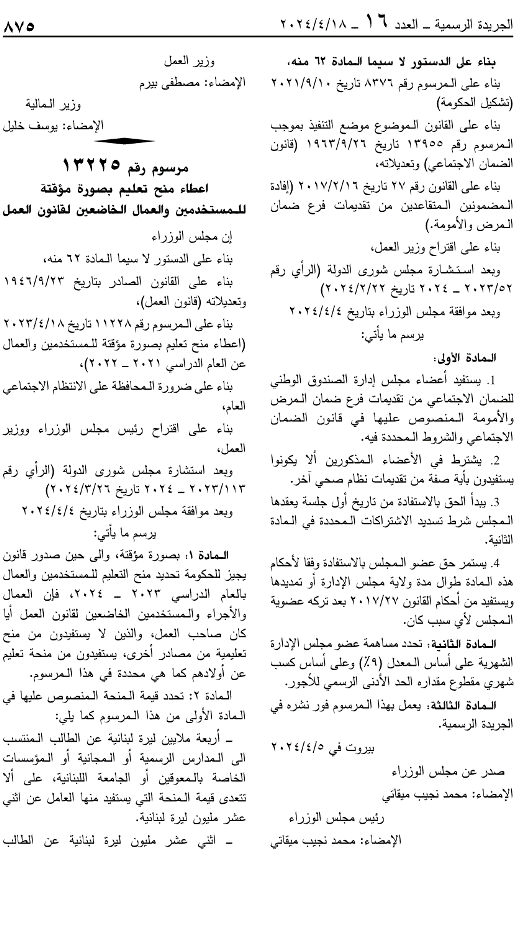 الجريدة الرسمية ــ العدد ١٦ ــ ٢٠٢٤/٤/١٨
٨٧٥
بناء على الدستور لا سيما المادة ٦٢ منه،
بناء على المرسوم رقم ٨٣٧٦ تاريخ ٢٠٢١/٩/١٠
(تشكيل الحكومة)
بناء على القانون الموضوع موضع التنفيذ بموجب
المرسوم رقم ١٣٩٥٥ تاريخ ١٩٦٣/٩/٢٦ (قانون
الضمان الاجتماعي) وتعديلاته،
بناء على القانون رقم ٢٧ تاريخ ٢٠١٧/٢/١٦ (إفادة
المضمونين المتقاعدين من تقديمات فرع ضمان
المرض والأمومة.)
بناء على اقتراح وزير العمل،
وبعد استشارة مجلس شورى الدولة (الرأي رقم
٢٠٢٣/٥٢ ــ ٢٠٢٤ تاريخ ٢٠٢٤/٢/٢٢)
وبعد موافقة مجلس الوزراء بتاريخ ٢٠٢٤/٤/٤
يرسم ما يأتي:
المادة الأولى:
1. يستفيد أعضاء مجلس إدارة الصندوق الوطني
للضمان الاجتماعي من تقديمات فرع ضمان المرض
والأمومة المنصوص عليها في قانون الضمان
الاجتماعي والشروط المحددة فيه.
2. يشترط في الأعضاء المذكورين ألا يكونوا
يستفيدون بأية صفة من تقديمات نظام صحي آخر.
3. يبدأ الحق بالاستفادة من تاريخ أول جلسة يعقدها
المجلس شرط تسديد الاشتراكات المحددة في المادة
الثانية.
4. يستمر حق عضو المجلس بالاستفادة وفقا لأحكام
هذه المادة طوال مدة ولاية مجلس الإدارة أو تمديدها
ويستفيد من أحكام القانون ٢٠١٧/٢٧ بعد تركه عضوية
المجلس لأي سبب كان.
المادة الثانية: تحدد مساهمة عضو مجلس الإدارة
الشهرية على أساس المعدل (٩٪) وعلى أساس كسب
شهري مقطوع مقداره الحد الأدنى الرسمي للأجور.
المادة الثالثة: يعمل بهذا المرسوم فور نشره في
الجريدة الرسمية.
بيروت في ٢٠٢٤/٤/٥
صدر عن مجلس الوزراء
الإمضاء: محمد نجيب ميقاتي
رئيس مجلس الوزراء
الإمضاء: محمد نجيب ميقاتي
وزير العمل
الإمضاء: مصطفى بيرم
وزير المالية
الإمضاء: يوسف خليل
مرسوم رقم ١٣٢٢٥
اعطاء منح تعليم بصورة مؤقتة
للمستخدمين والعمال الخاضعين لقانون العمل
إن مجلس الوزراء
بناء على الدستور لا سيما المادة ٦٢ منه،
بناء على القانون الصادر بتاريخ ١٩٤٦/٩/٢٣
وتعديلاته (قانون العمل)،
بناء على المرسوم رقم ١١٢٢٨ تاريخ ٢٠٢٣/٤/١٨
(اعطاء منح تعليم بصورة مؤقتة للمستخدمين والعمال
عن العام الدراسي ٢٠٢١ ــ ٢٠٢٢)،
بناء على ضرورة المحافظة على الانتظام الاجتماعي
العام،
بناء على اقتراح رئيس مجلس الوزراء ووزير
العمل،
وبعد استشارة مجلس شورى الدولة (الرأي رقم
٢٠٢٣/١١٣ ــ ٢٠٢٤ تاريخ ٢٠٢٤/٣/٢٦)
وبعد موافقة مجلس الوزراء بتاريخ ٢٠٢٤/٤/٤
يرسم ما يأتي:
المادة ١: بصورة مؤقتة، والى حين صدور قانون
يجيز للحكومة تحديد منح التعليم للمستخدمين والعمال
بالعام الدراسي ٢٠٢٣ ــ ٢٠٢٤، فإن العمال
والأجراء والمستخدمين الخاضعين لقانون العمل أيا
كان صاحب العمل، والذين لا يستفيدون من منح
تعليمية من مصادر أخرى، يستفيدون من منحة تعليم
عن أولادهم كما هي محددة في هذا المرسوم.
المادة ٢: تحدد قيمة المنحة المنصوص عليها في
المادة الأولى من هذا المرسوم كما يلي:
ــ أربعة ملايين ليرة لبنانية عن الطالب المنتسب
الى المدارس الرسمية أو المجانية أو المؤسسات
الخاصة بالمعوقين أو الجامعة اللبنانية، على ألا
تتعدى قيمة المنحة التي يستفيد منها العامل عن اثني
عشر مليون ليرة لبنانية.
ــ اثني عشر مليون ليرة لبنانية عن الطالب